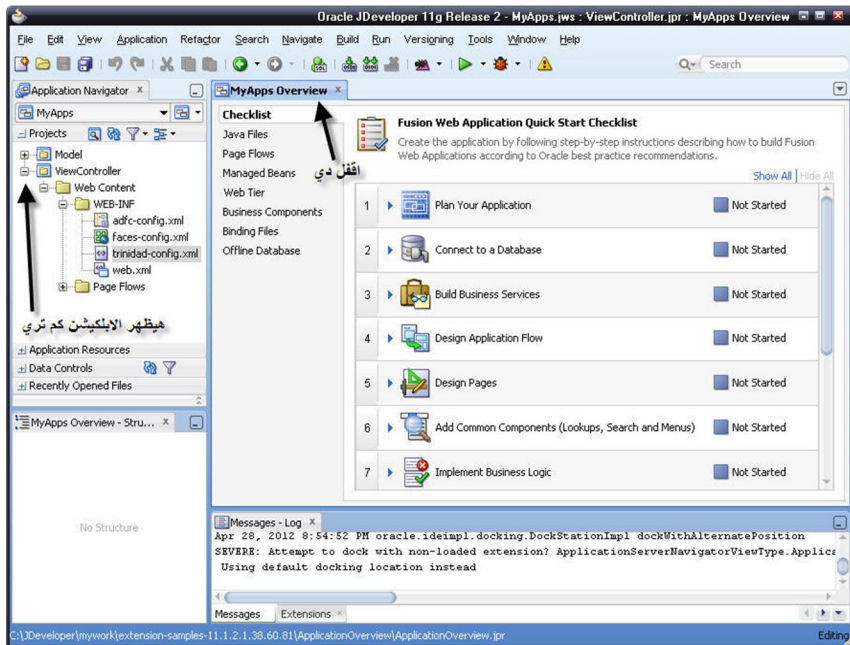 Oracle JDeveloper 11g Release 2 - MyApps.jws : ViewController.jpr : MyApps Overview
File Edit View Application Refactor Search Navigate Build Run Versioning Tools Window Help
Search
Application Navigator
MyApps
Projects
Model
ViewController
Web Content
WEB-INF
adfc-config.xml
faces-config.xml
trinidad-config.xml
web.xml
Page Flows
هيظهر الابلكيشن كم تري
Application Resources
Data Controls
Recently Opened Files
MyApps Overview - Stru...
No Structure
MyApps Overview
Checklist
Java Files
Page Flows
Managed Beans
Web Tier
Business Components
Binding Files
Offline Database
اقفل دي
Fusion Web Application Quick Start Checklist
Create the application by following step-by-step instructions describing how to build Fusion
Web Applications according to Oracle best practice recommendations.
Show All Hide All
1 Plan Your Application Not Started
2 Connect to a Database Not Started
3 Build Business Services Not Started
4 Design Application Flow Not Started
5 Design Pages Not Started
6 Add Common Components (Lookups, Search and Menus) Not Started
7 Implement Business Logic Not Started
Messages - Log
Apr 28, 2012 8:54:52 PM oracle.ideimpl.docking.DockStationImpl dockWithAlternatePosition
SEVERE: Attempt to dock with non-loaded extension? ApplicationServerNavigatorViewType.Applica
Using default docking location instead
Messages Extensions
C:\JDeveloper\mywork\extension-samples-11.1.2.1.38.60.81\ApplicationOverview\ApplicationOverview.jpr
Editing